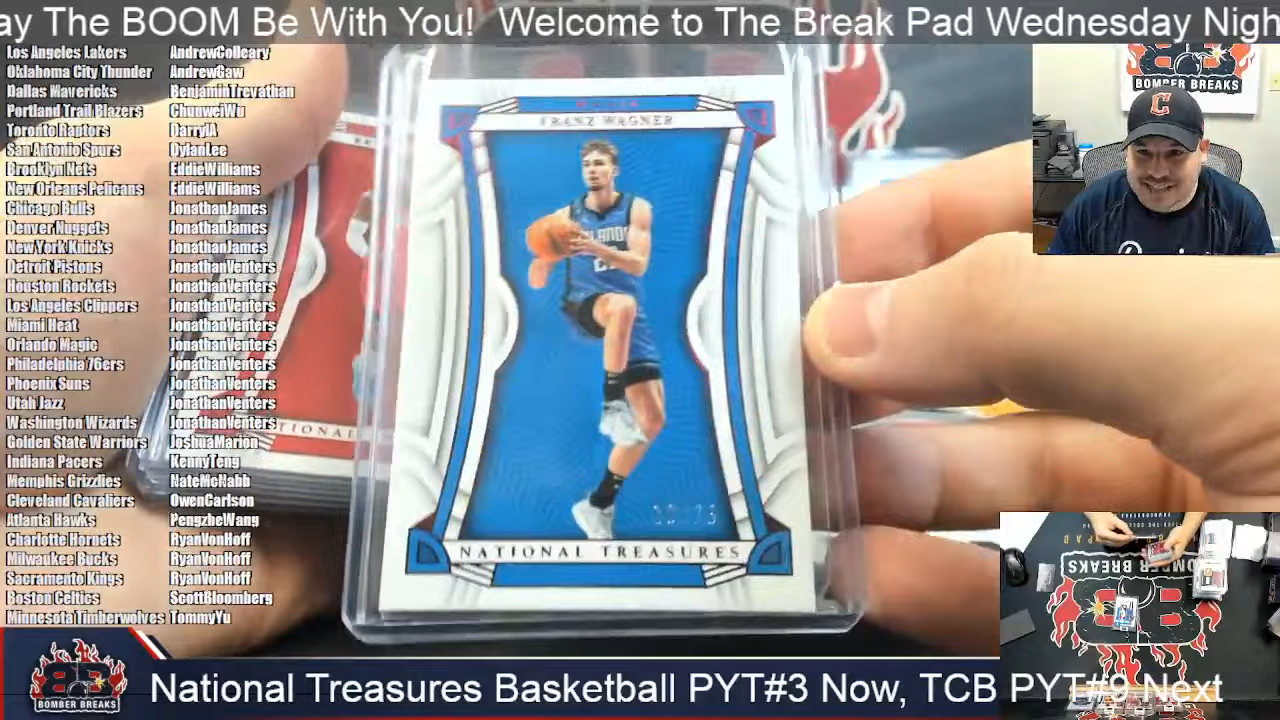 ay The BOOM Be With You! Welcome to The Break Pad Wednesday Nigh
Los Angeles Lakers AndrewColleary
Oklahoma City Thunder AndrewGaw
Dallas Mavericks BenjaminTrevathan
Portland Trail Blazers ChunweiWu
Toronto Raptors DarrylA
San Antonio Spurs DylanLee
Brooklyn Nets EddieWilliams
New Orleans Pelicans EddieWilliams
Chicago Bulls JonathanJames
Denver Nuggets JonathanJames
New York Knicks JonathanJames
Detroit Pistons JonathanVenters
Houston Rockets JonathanVenters
Los Angeles Clippers JonathanVenters
Miami Heat JonathanVenters
Orlando Magic JonathanVenters
Philadelphia 76ers JonathanVenters
Phoenix Suns JonathanVenters
Utah Jazz JonathanVenters
Washington Wizards JonathanVenters
Golden State Warriors JoshuaMarion
Indiana Pacers KennyTeng
Memphis Grizzlies NateMcNabb
Cleveland Cavaliers OwenCarlson
Atlanta Hawks PengzheWang
Charlotte Hornets RyanVonHoff
Milwaukee Bucks RyanVonHoff
Sacramento Kings RyanVonHoff
Boston Celtics ScottBloomberg
Minnesota Timberwolves TommyYu
FRANZ WAGNER
NATIONAL TREASURES
TIONAL
BOMBER BREAKS
C
BOMBER BREAKS
BOMBER BREAKS
National Treasures Basketball PYT#3 Now, TCB PYT#9 Next